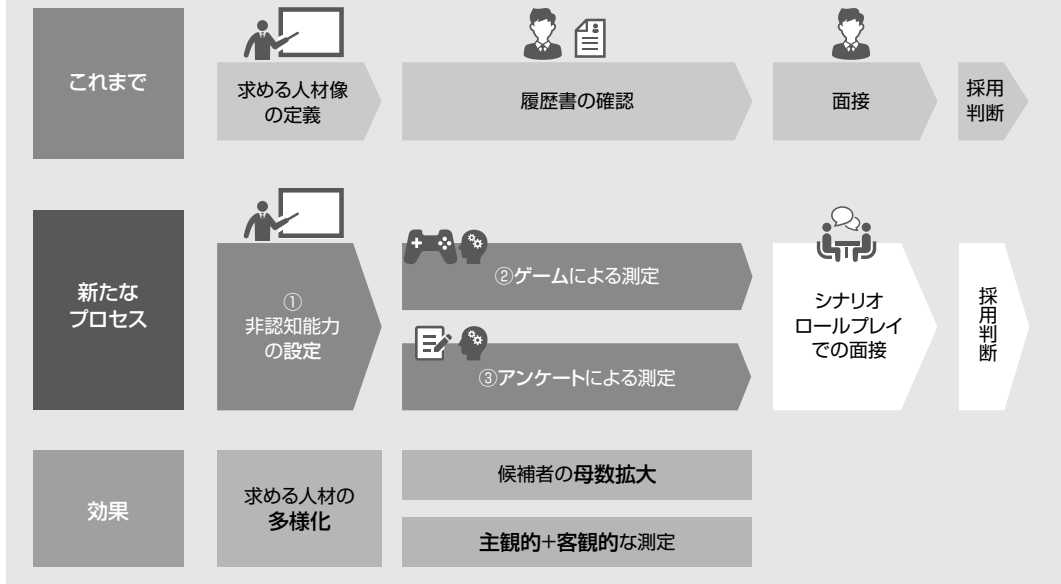 これまで
求める人材像
の定義
履歴書の確認
面接
採用
判断
新たな
プロセス
①
非認知能力
の設定
②ゲームによる測定
③アンケートによる測定
シナリオ
ロールプレイ
での面接
採用判断
効果
求める人材の
多様化
候補者の母数拡大
主観的+客観的な測定